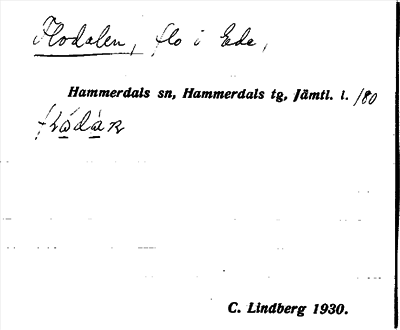 Flodalen, flo i Ede,
Hammerdals sn, Hammerdals tg, Jämtl. l. /80
C. Lindberg 1930.